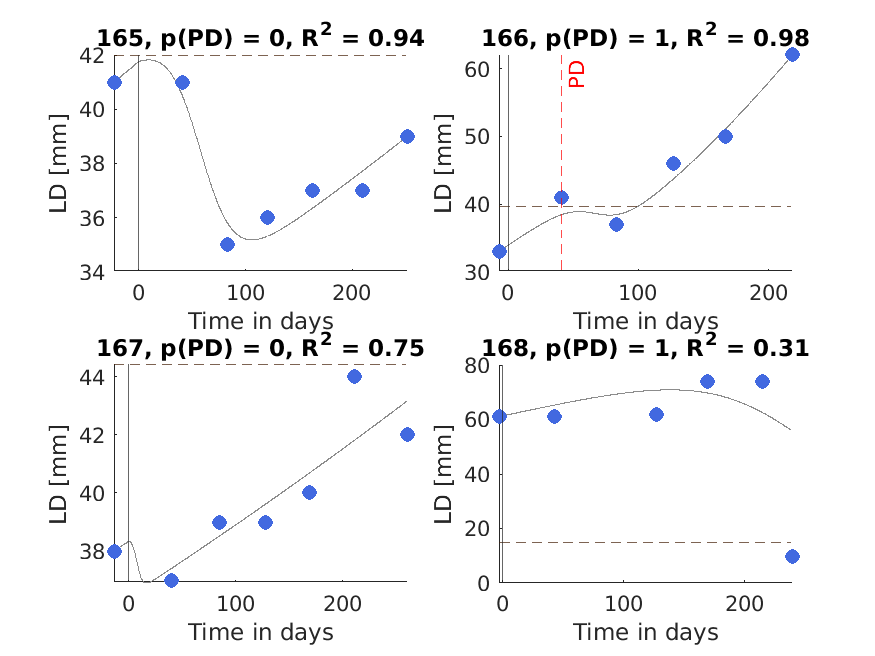 165, p(PD) = 0, R² = 0.94
42
40
38
36
34
LD [mm]
0
100
200
Time in days
166, p(PD) = 1, R² = 0.98
60
50
40
30
LD [mm]
PD
0
100
200
Time in days
167, p(PD) = 0, R² = 0.75
44
42
40
38
LD [mm]
0
100
200
Time in days
168, p(PD) = 1, R² = 0.31
80
60
40
20
0
LD [mm]
0
100
200
Time in days